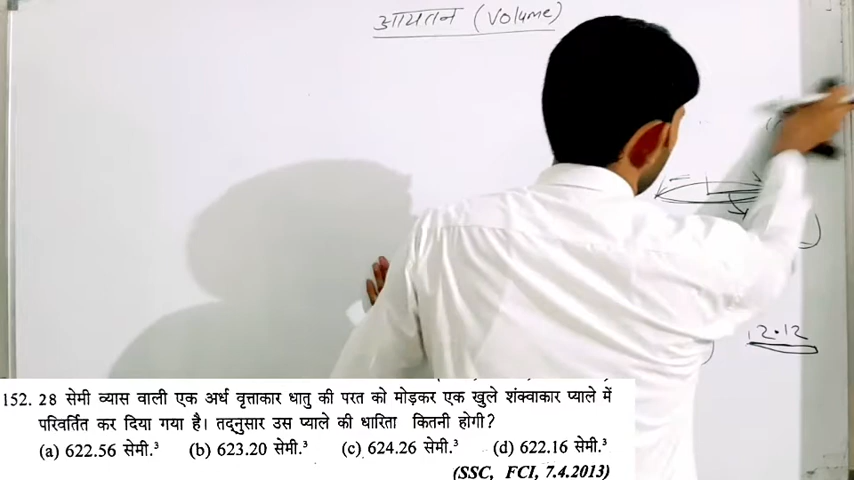 आयतन (Volume)
12.12
152. 28 सेमी व्यास वाली एक अर्ध वृत्ताकार धातु की परत को मोड़कर एक खुले शंक्वाकार प्याले में
परिवर्तित कर दिया गया है। तद्नुसार उस प्याले की धारिता कितनी होगी?
(a) 622.56 सेमी.³ (b) 623.20 सेमी.³ (c) 624.26 सेमी.³ (d) 622.16 सेमी.³
(SSC, FCI, 7.4.2013)